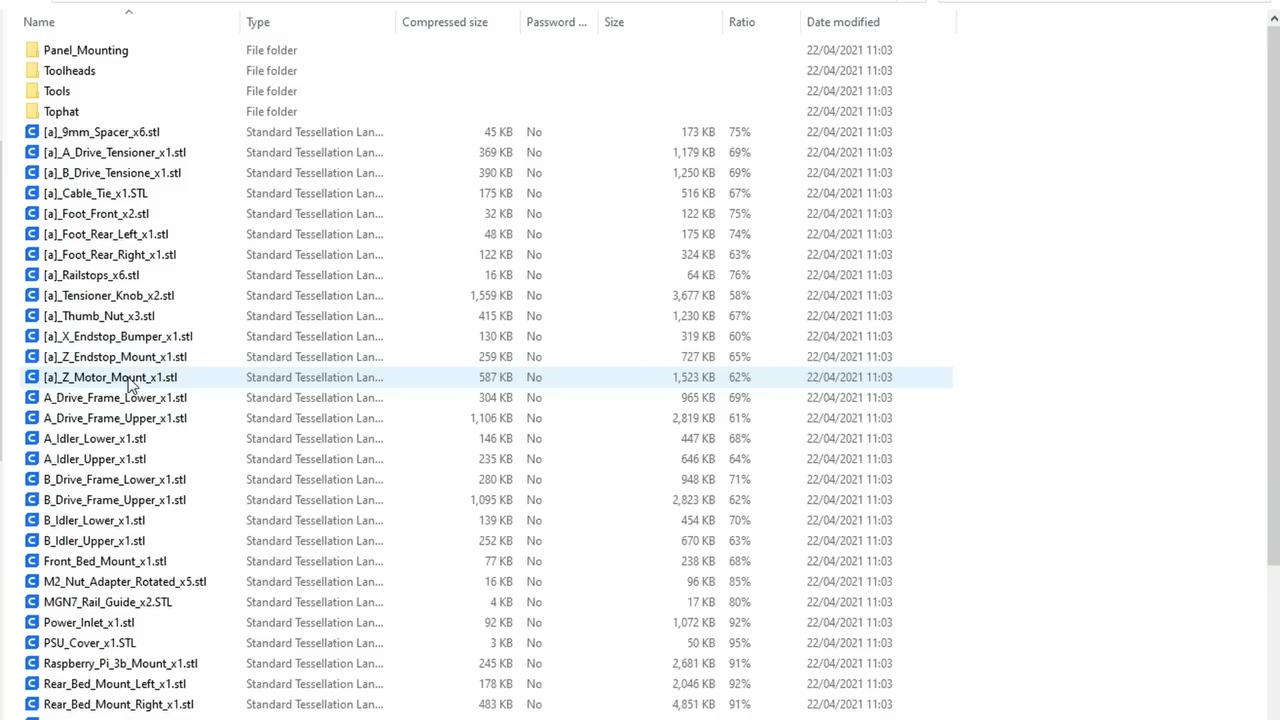 Name Type Compressed size Password ... Size Ratio Date modified
Panel_Mounting File folder 22/04/2021 11:03
Toolheads File folder 22/04/2021 11:03
Tools File folder 22/04/2021 11:03
Tophat File folder 22/04/2021 11:03
[a]_9mm_Spacer_x6.stl Standard Tessellation Lan... 45 KB No 173 KB 75% 22/04/2021 11:03
[a]_A_Drive_Tensioner_x1.stl Standard Tessellation Lan... 369 KB No 1,179 KB 69% 22/04/2021 11:03
[a]_B_Drive_Tensione_x1.stl Standard Tessellation Lan... 390 KB No 1,250 KB 69% 22/04/2021 11:03
[a]_Cable_Tie_x1.STL Standard Tessellation Lan... 175 KB No 516 KB 67% 22/04/2021 11:03
[a]_Foot_Front_x2.stl Standard Tessellation Lan... 32 KB No 122 KB 75% 22/04/2021 11:03
[a]_Foot_Rear_Left_x1.stl Standard Tessellation Lan... 48 KB No 175 KB 74% 22/04/2021 11:03
[a]_Foot_Rear_Right_x1.stl Standard Tessellation Lan... 122 KB No 324 KB 63% 22/04/2021 11:03
[a]_Railstops_x6.stl Standard Tessellation Lan... 16 KB No 64 KB 76% 22/04/2021 11:03
[a]_Tensioner_Knob_x2.stl Standard Tessellation Lan... 1,559 KB No 3,677 KB 58% 22/04/2021 11:03
[a]_Thumb_Nut_x3.stl Standard Tessellation Lan... 415 KB No 1,230 KB 67% 22/04/2021 11:03
[a]_X_Endstop_Bumper_x1.stl Standard Tessellation Lan... 130 KB No 319 KB 60% 22/04/2021 11:03
[a]_Z_Endstop_Mount_x1.stl Standard Tessellation Lan... 259 KB No 727 KB 65% 22/04/2021 11:03
[a]_Z_Motor_Mount_x1.stl Standard Tessellation Lan... 587 KB No 1,523 KB 62% 22/04/2021 11:03
A_Drive_Frame_Lower_x1.stl Standard Tessellation Lan... 304 KB No 965 KB 69% 22/04/2021 11:03
A_Drive_Frame_Upper_x1.stl Standard Tessellation Lan... 1,106 KB No 2,819 KB 61% 22/04/2021 11:03
A_Idler_Lower_x1.stl Standard Tessellation Lan... 146 KB No 447 KB 68% 22/04/2021 11:03
A_Idler_Upper_x1.stl Standard Tessellation Lan... 235 KB No 646 KB 64% 22/04/2021 11:03
B_Drive_Frame_Lower_x1.stl Standard Tessellation Lan... 280 KB No 948 KB 71% 22/04/2021 11:03
B_Drive_Frame_Upper_x1.stl Standard Tessellation Lan... 1,095 KB No 2,823 KB 62% 22/04/2021 11:03
B_Idler_Lower_x1.stl Standard Tessellation Lan... 139 KB No 454 KB 70% 22/04/2021 11:03
B_Idler_Upper_x1.stl Standard Tessellation Lan... 252 KB No 670 KB 63% 22/04/2021 11:03
Front_Bed_Mount_x1.stl Standard Tessellation Lan... 77 KB No 238 KB 68% 22/04/2021 11:03
M2_Nut_Adapter_Rotated_x5.stl Standard Tessellation Lan... 16 KB No 96 KB 85% 22/04/2021 11:03
MGN7_Rail_Guide_x2.STL Standard Tessellation Lan... 4 KB No 17 KB 80% 22/04/2021 11:03
Power_Inlet_x1.stl Standard Tessellation Lan... 92 KB No 1,072 KB 92% 22/04/2021 11:03
PSU_Cover_x1.STL Standard Tessellation Lan... 3 KB No 50 KB 95% 22/04/2021 11:03
Raspberry_Pi_3b_Mount_x1.stl Standard Tessellation Lan... 245 KB No 2,681 KB 91% 22/04/2021 11:03
Rear_Bed_Mount_Left_x1.stl Standard Tessellation Lan... 178 KB No 2,046 KB 92% 22/04/2021 11:03
Rear_Bed_Mount_Right_x1.stl Standard Tessellation Lan... 483 KB No 4,851 KB 91% 22/04/2021 11:03